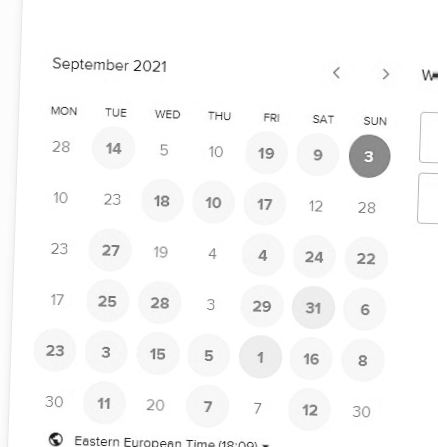 September 2021 < >
MON TUE WED THU FRI SAT SUN
28 14 5 10 19 9 3
10 23 18 10 17 12 28
23 27 19 4 4 24 22
17 25 28 3 29 31 6
23 3 15 5 1 16 8
30 11 20 7 7 12 30
Eastern European Time (18:09)